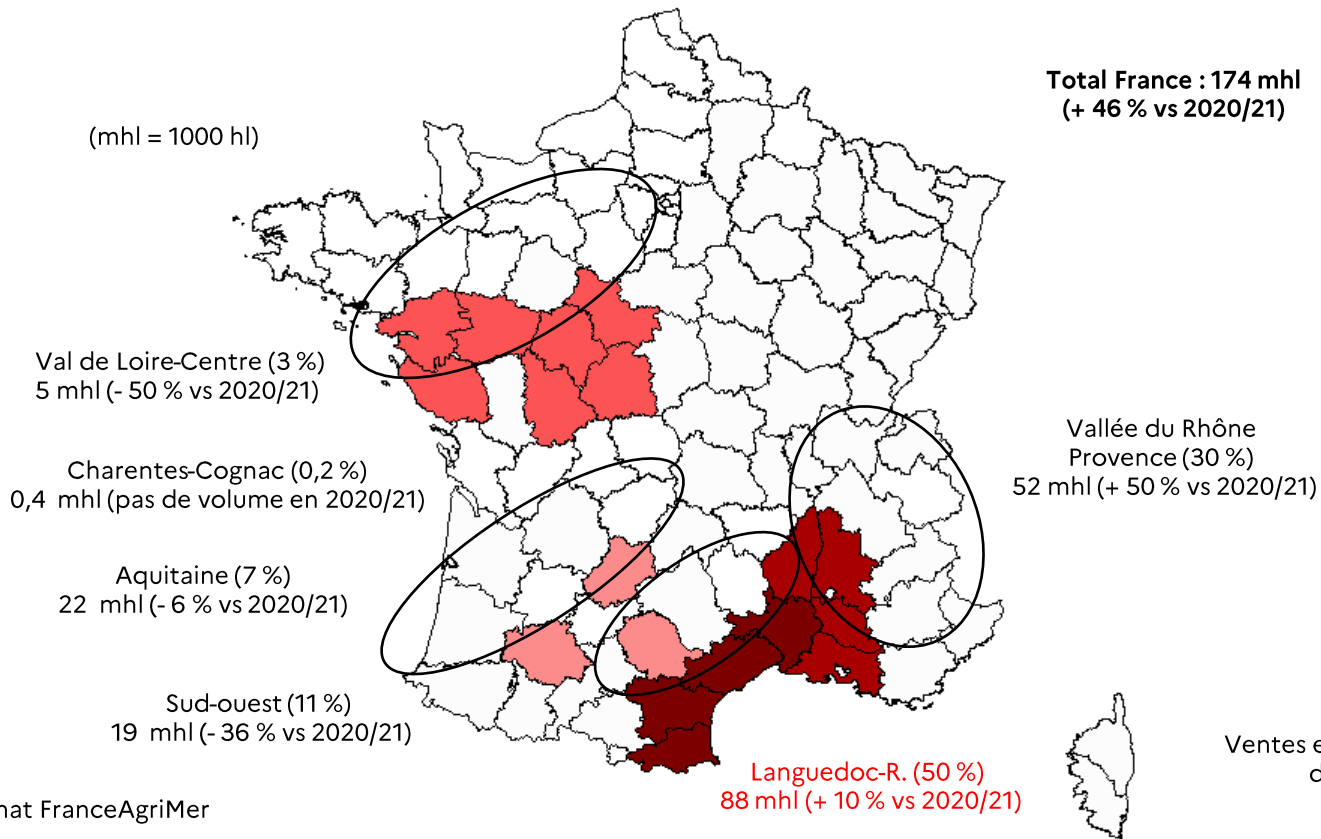 Total France : 174 mhl
(+ 46 % vs 2020/21)
(mhl = 1000 hl)
Val de Loire-Centre (3 %)
5 mhl (- 50 % vs 2020/21)
Vallée du Rhône
Provence (30 %)
52 mhl (+ 50 % vs 2020/21)
Charentes-Cognac (0,2 %)
0,4 mhl (pas de volume en 2020/21)
Aquitaine (7 %)
22 mhl (- 6 % vs 2020/21)
Sud-ouest (11 %)
19 mhl (- 36 % vs 2020/21)
Languedoc-R. (50 %)
88 mhl (+ 10 % vs 2020/21)
Ventes e
d
nat FranceAgriMer